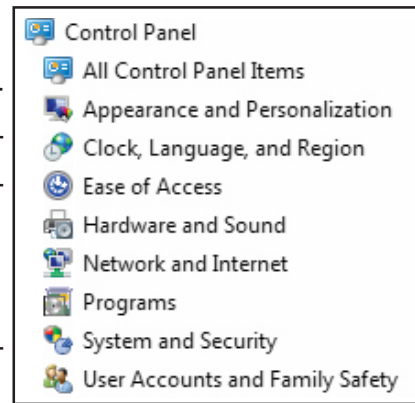 Control Panel
All Control Panel Items
Appearance and Personalization
Clock, Language, and Region
Ease of Access
Hardware and Sound
Network and Internet
Programs
System and Security
User Accounts and Family Safety